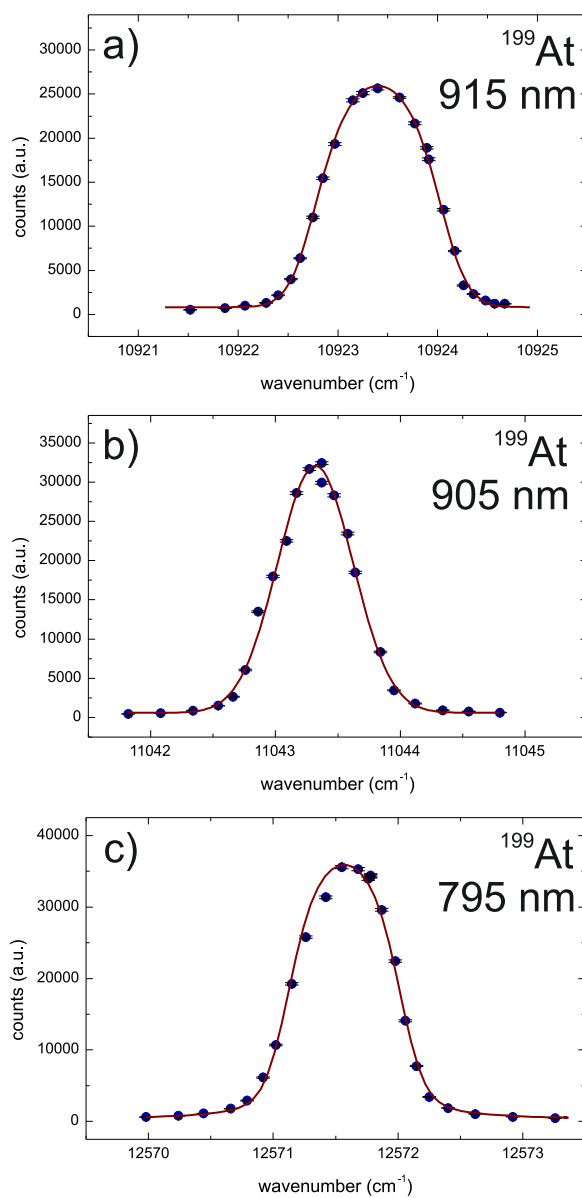 a)
¹⁹⁹At
915 nm
30000
25000
20000
15000
10000
5000
0
counts (a.u.)
10921 10922 10923 10924 10925
wavenumber (cm⁻¹)
b)
¹⁹⁹At
905 nm
35000
30000
25000
20000
15000
10000
5000
0
counts (a.u.)
11042 11043 11044 11045
wavenumber (cm⁻¹)
c)
¹⁹⁹At
795 nm
40000
30000
20000
10000
0
counts (a.u.)
12570 12571 12572 12573
wavenumber (cm⁻¹)